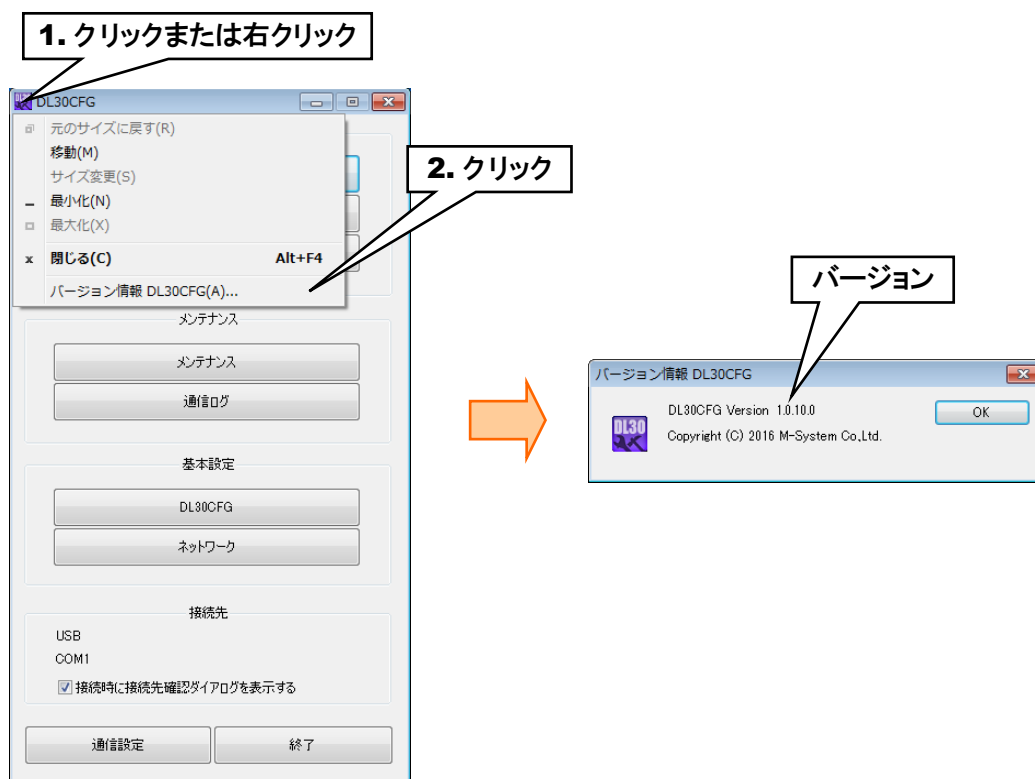 1. クリックまたは右クリック
DL30CFG
元のサイズに戻す(R)
移動(M)
サイズ変更(S)
最小化(N)
最大化(X)
閉じる(C) Alt+F4
バージョン情報 DL30CFG(A)...
2. クリック
メンテナンス
メンテナンス
通信ログ
基本設定
DL30CFG
ネットワーク
接続先
USB
COM1
接続時に接続先確認ダイアログを表示する
通信設定
終了
バージョン
バージョン情報 DL30CFG
DL30
DL30CFG Version 1.0.10.0
Copyright (C) 2016 M-System Co.,Ltd.
OK